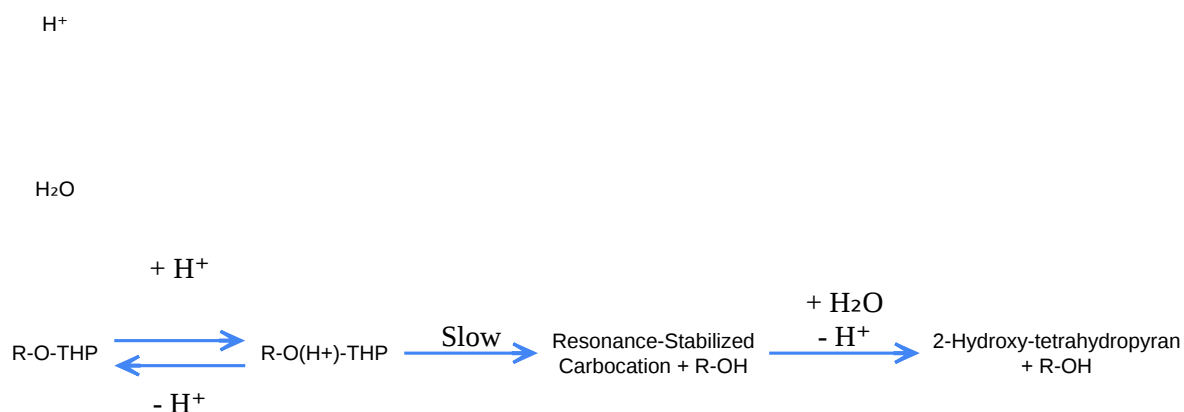 H⁺
H₂O
+ H⁺
R-O-THP
- H⁺
R-O(H+)-THP
Slow
Resonance-Stabilized
Carbocation + R-OH
+ H₂O
- H⁺
2-Hydroxy-tetrahydropyran
+ R-OH